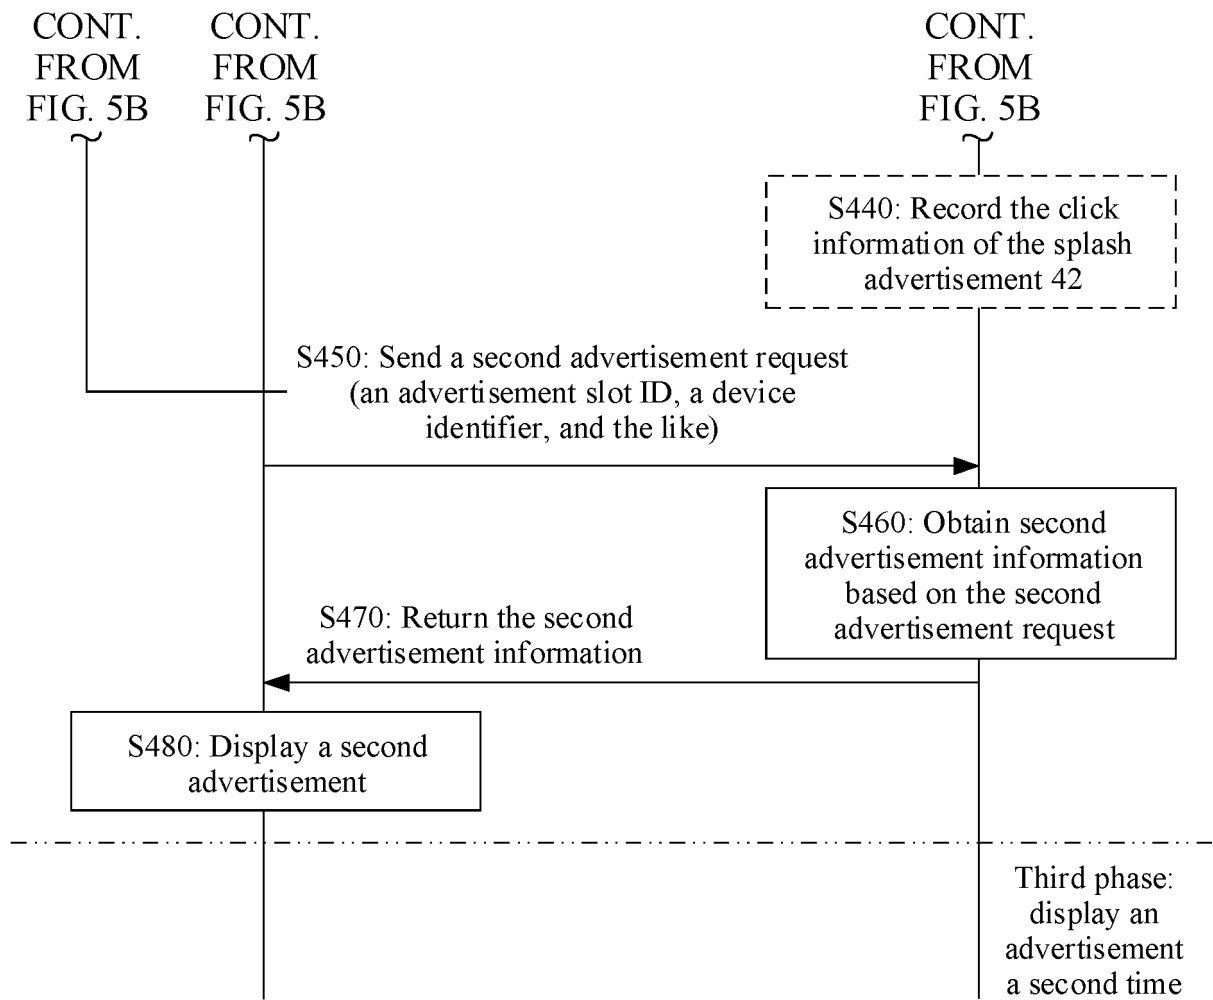 CONT.
FROM
FIG. 5B
CONT.
FROM
FIG. 5B
CONT.
FROM
FIG. 5B
S440: Record the click
information of the splash
advertisement 42
S450: Send a second advertisement request
(an advertisement slot ID, a device
identifier, and the like)
S460: Obtain second
advertisement information
based on the second
advertisement request
S470: Return the second
advertisement information
S480: Display a second
advertisement
Third phase:
display an
advertisement
a second time